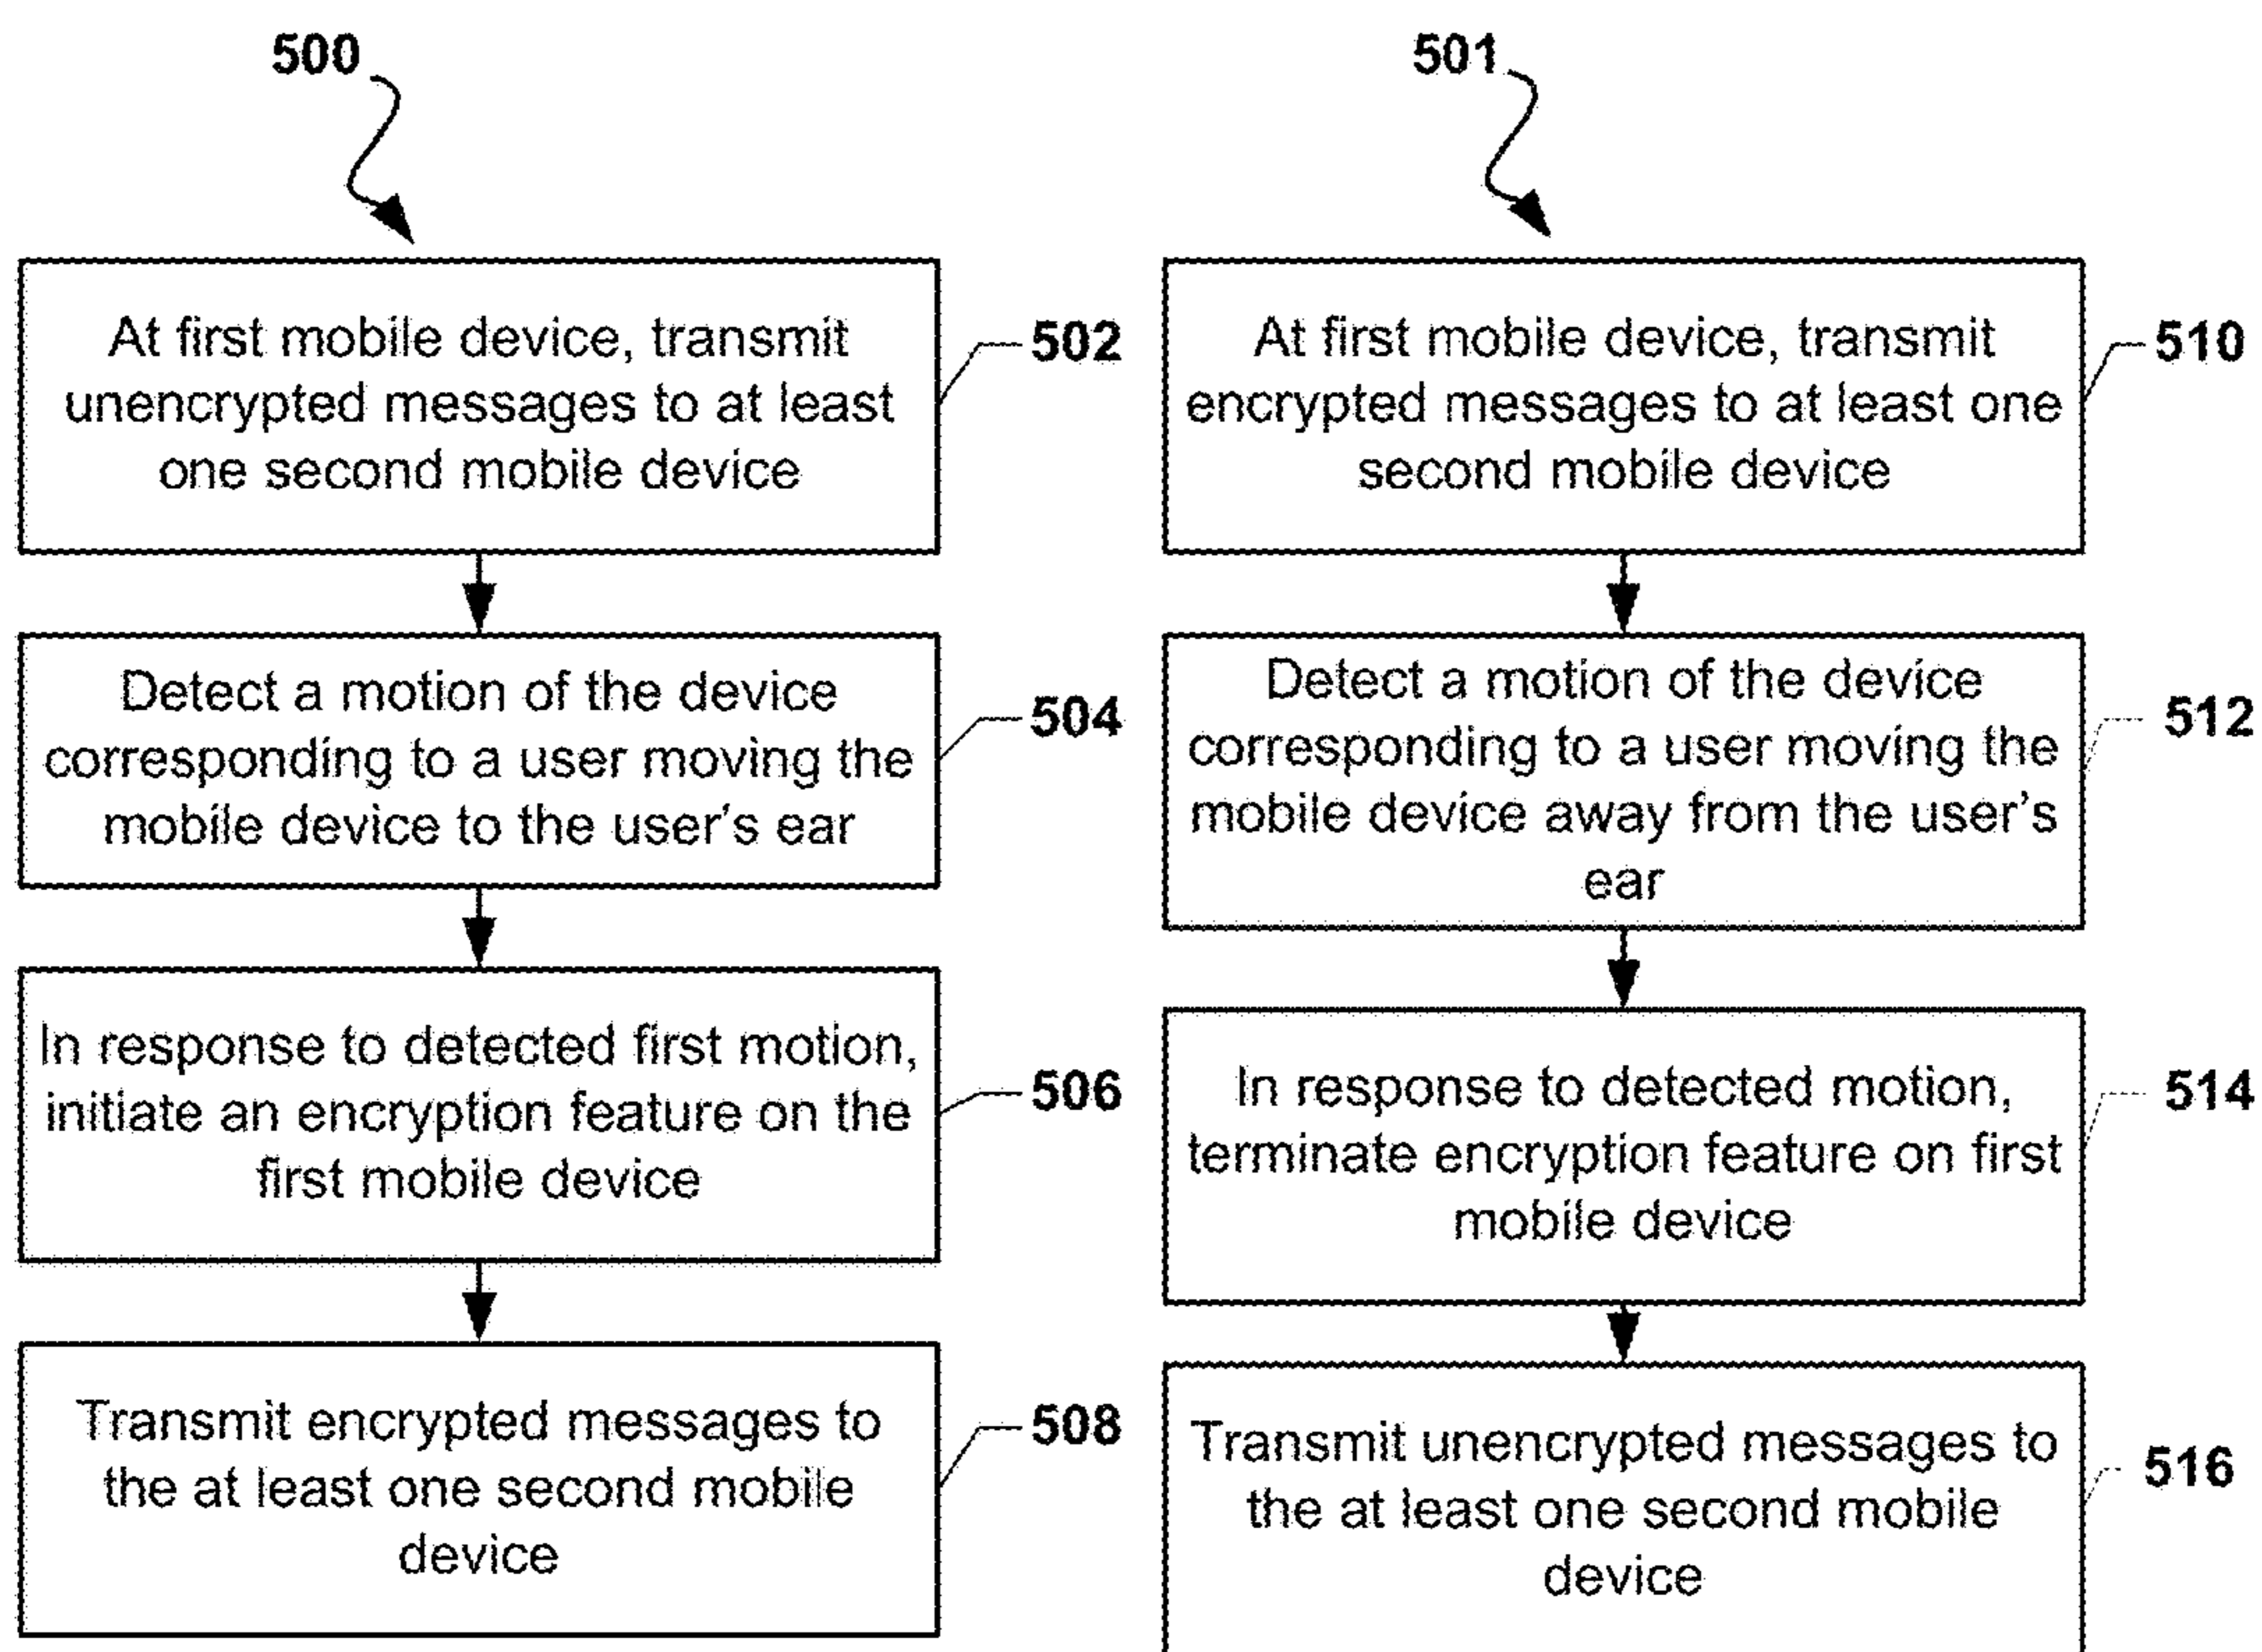 500
At first mobile device, transmit
unencrypted messages to at least
one second mobile device
502
Detect a motion of the device
corresponding to a user moving the
mobile device to the user's ear
504
In response to detected first motion,
initiate an encryption feature on the
first mobile device
506
Transmit encrypted messages to
the at least one second mobile
device
508
501
At first mobile device, transmit
encrypted messages to at least one
second mobile device
510
Detect a motion of the device
corresponding to a user moving the
mobile device away from the user's
ear
512
In response to detected motion,
terminate encryption feature on first
mobile device
514
Transmit unencrypted messages to
the at least one second mobile
device
516